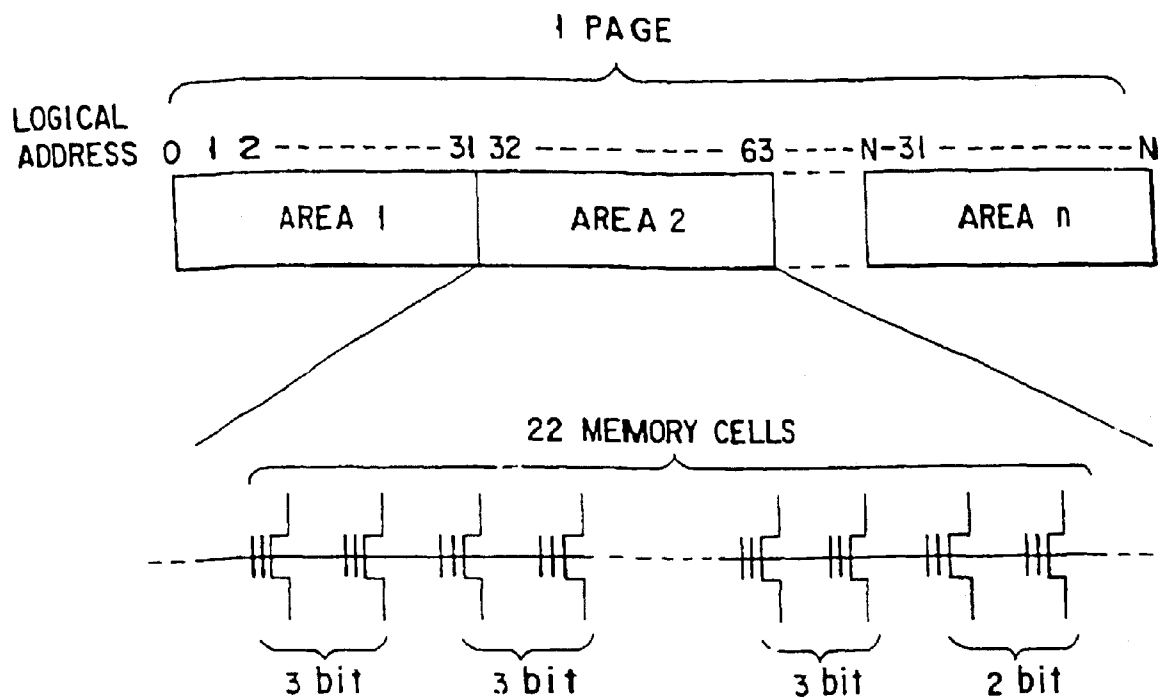 1 PAGE
LOGICAL
ADDRESS 0 1 2 ---------- 31 32 ---------- 63 ---- N-31 ---------- N
AREA 1 AREA 2 AREA n
22 MEMORY CELLS
3 bit 3 bit 3 bit 2 bit